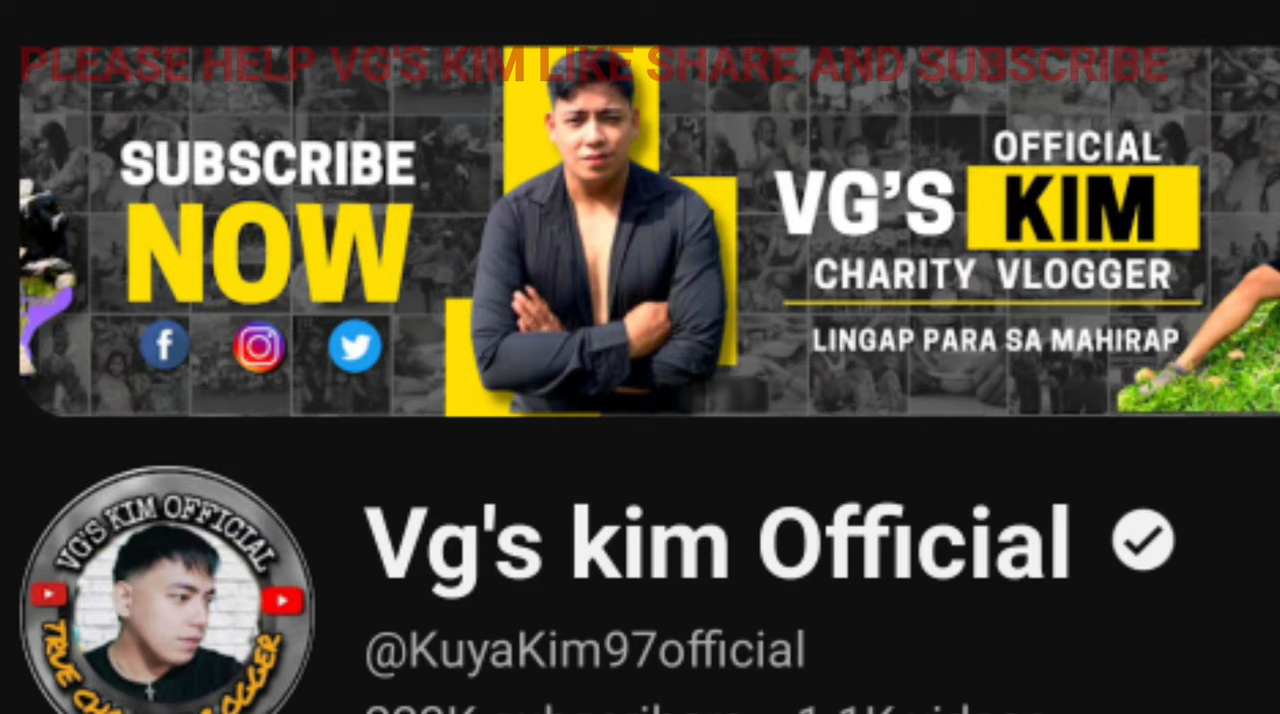 PLEASE HELP VG'S KIM LIKE SHARE AND SUBSCRIBE
SUBSCRIBE
NOW
OFFICIAL
VG'S KIM
CHARITY VLOGGER
LINGAP PARA SA MAHIRAP
VG'S KIM OFFICIAL
TRUE
Vg's kim Official
@KuyaKim97official